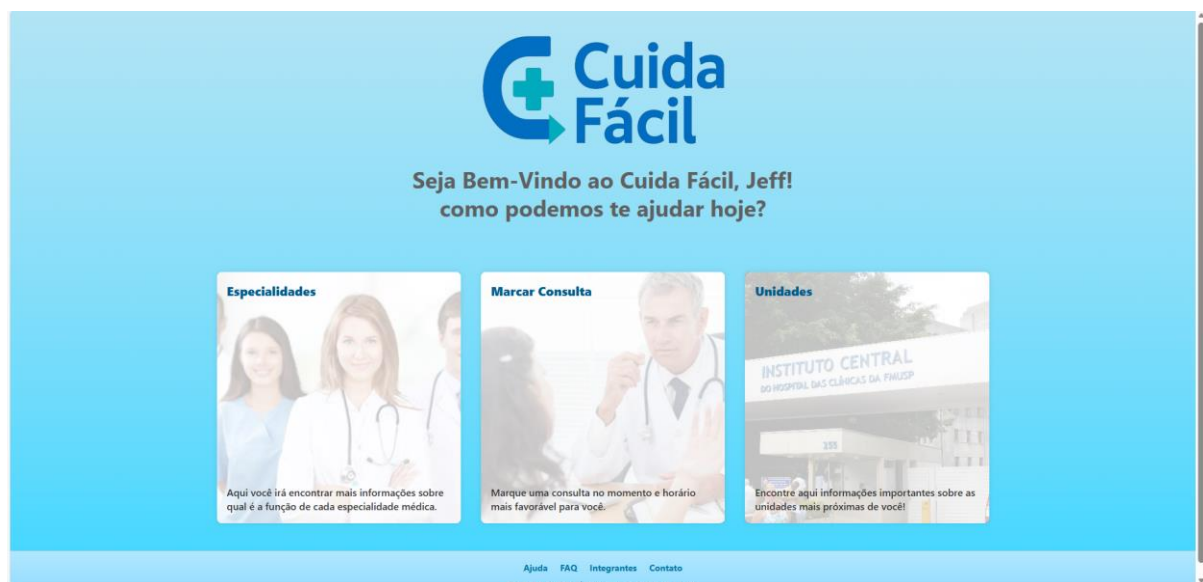 Cuida
Fácil
Seja Bem-Vindo ao Cuida Fácil, Jeff!
como podemos te ajudar hoje?
Especialidades
Aqui você irá encontrar mais informações sobre
qual é a função de cada especialidade médica.
Marcar Consulta
Marque uma consulta no momento e horário
mais favorável para você.
Unidades
INSTITUTO CENTRAL
DO HOSPITAL DAS CLÍNICAS DA FMUSP
255
Encontre aqui informações importantes sobre as
unidades mais próximas de você!
Ajuda FAQ Integrantes Contato